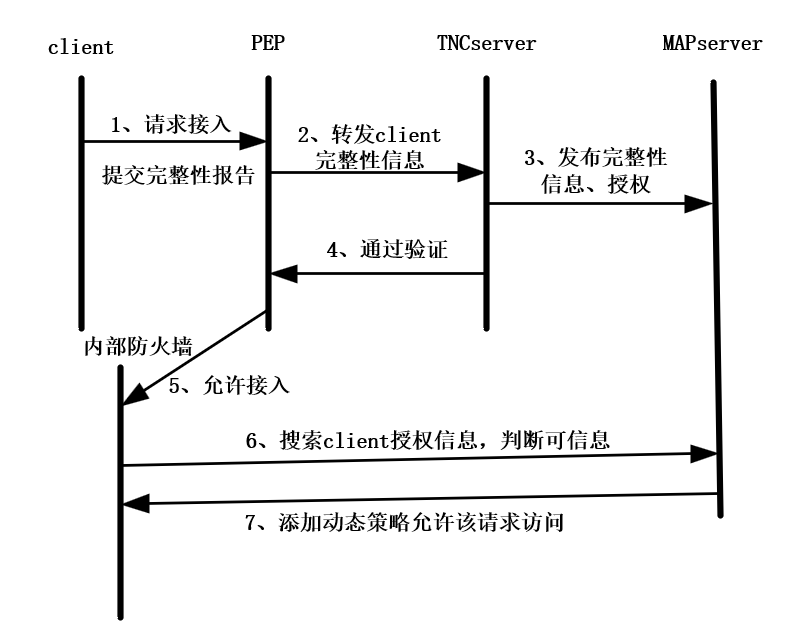 client
PEP
TNCserver
MAPserver
1、请求接入
提交完整性报告
2、转发client
完整性信息
3、发布完整性
信息、授权
4、通过验证
内部防火墙
5、允许接入
6、搜索client授权信息，判断可信息
7、添加动态策略允许该请求访问